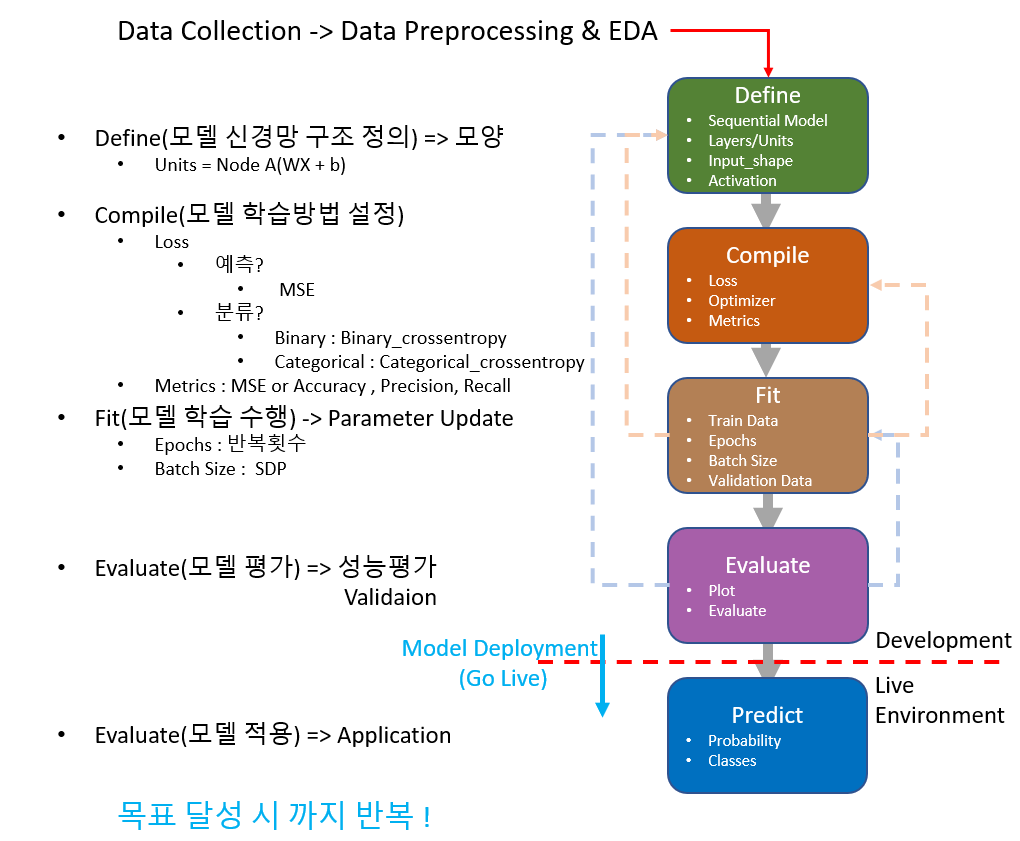 Data Collection -> Data Preprocessing & EDA
• Define(모델 신경망 구조 정의) => 모양
• Units = Node A(WX + b)
• Compile(모델 학습방법 설정)
• Loss
• 예측?
• MSE
• 분류?
• Binary : Binary_crossentropy
• Categorical : Categorical_crossentropy
• Metrics : MSE or Accuracy , Precision, Recall
• Fit(모델 학습 수행) -> Parameter Update
• Epochs : 반복횟수
• Batch Size : SDP
• Evaluate(모델 평가) => 성능평가
Validaion
Model Deployment
(Go Live)
• Evaluate(모델 적용) => Application
목표 달성 시 까지 반복 !
Define
• Sequential Model
• Layers/Units
• Input_shape
• Activation
Compile
• Loss
• Optimizer
• Metrics
Fit
• Train Data
• Epochs
• Batch Size
• Validation Data
Evaluate
• Plot
• Evaluate
Development
Live
Environment
Predict
• Probability
• Classes